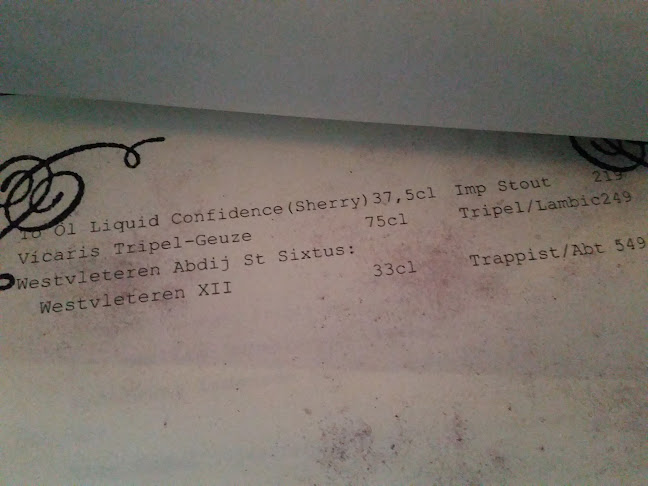 To Öl Liquid Confidence(Sherry)37,5cl Imp Stout 219
Vicaris Tripel-Geuze 75cl Tripel/Lambic249
Westvleteren Abdij St Sixtus:
Westvleteren XII 33cl Trappist/Abt 549